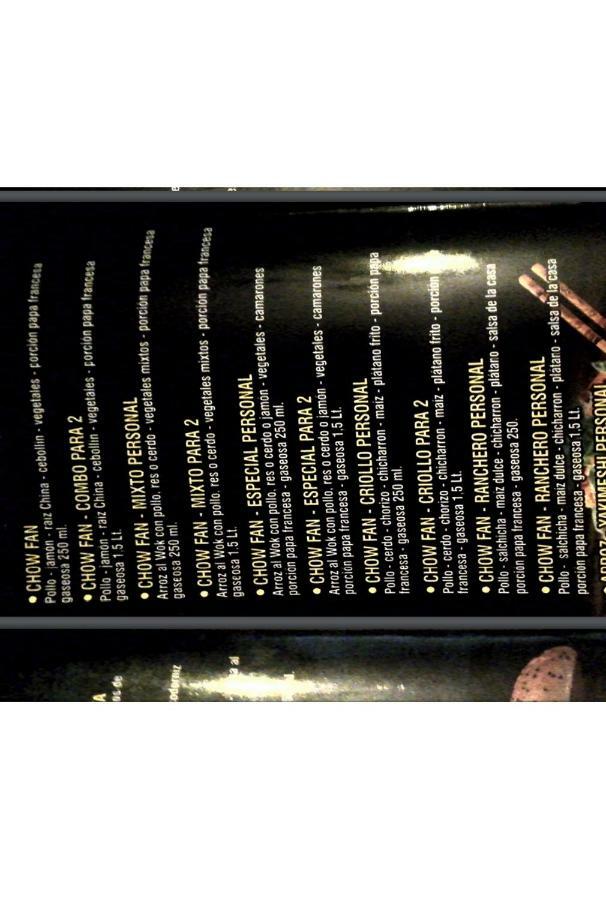 • CHOW FAN
Pollo - jamon - raiz China - cebollin - vegetales - porción papa francesa
gaseosa 250 ml.
• CHOW FAN - COMBO PARA 2
Pollo - jamon - raiz China - cebollin - vegetales - porción papa francesa
gaseosa 1.5 Lt.
• CHOW FAN - MIXTO PERSONAL
Arroz al Wok con pollo, res o cerdo - vegetales mixtos - porción papa francesa
gaseosa 250 ml.
• CHOW FAN - MIXTO PARA 2
Arroz al Wok con pollo, res o cerdo - vegetales mixtos - porción papa francesa
gaseosa 1.5 Lt.
• CHOW FAN - ESPECIAL PERSONAL
Arroz al Wok con pollo, res o cerdo o jamon - vegetales - camarones
porción papa francesa - gaseosa 250 ml.
• CHOW FAN - ESPECIAL PARA 2
Arroz al Wok con pollo, res o cerdo o jamon - vegetales - camarones
porción papa francesa - gaseosa 1.5 Lt.
• CHOW FAN - CRIOLLO PERSONAL
Pollo - cerdo - chorizo - chicharron - maiz - plátano frito - porción papa
francesa - gaseosa 250 ml.
• CHOW FAN - CRIOLLO PARA 2
Pollo - cerdo - chorizo - chicharron - maiz - plátano frito - porción
francesa - gaseosa 1.5 Lt.
• CHOW FAN - RANCHERO PERSONAL
Pollo - salchicha - maiz dulce - chicharron - plátaro - salsa de la casa
porción papa francesa - gaseosa 250.
• CHOW FAN - RANCHERO PERSONAL
Pollo - salchicha - maiz dulce - chicharron - plátaro - salsa de la casa
porción papa francesa - gaseosa 1.5 Lt.